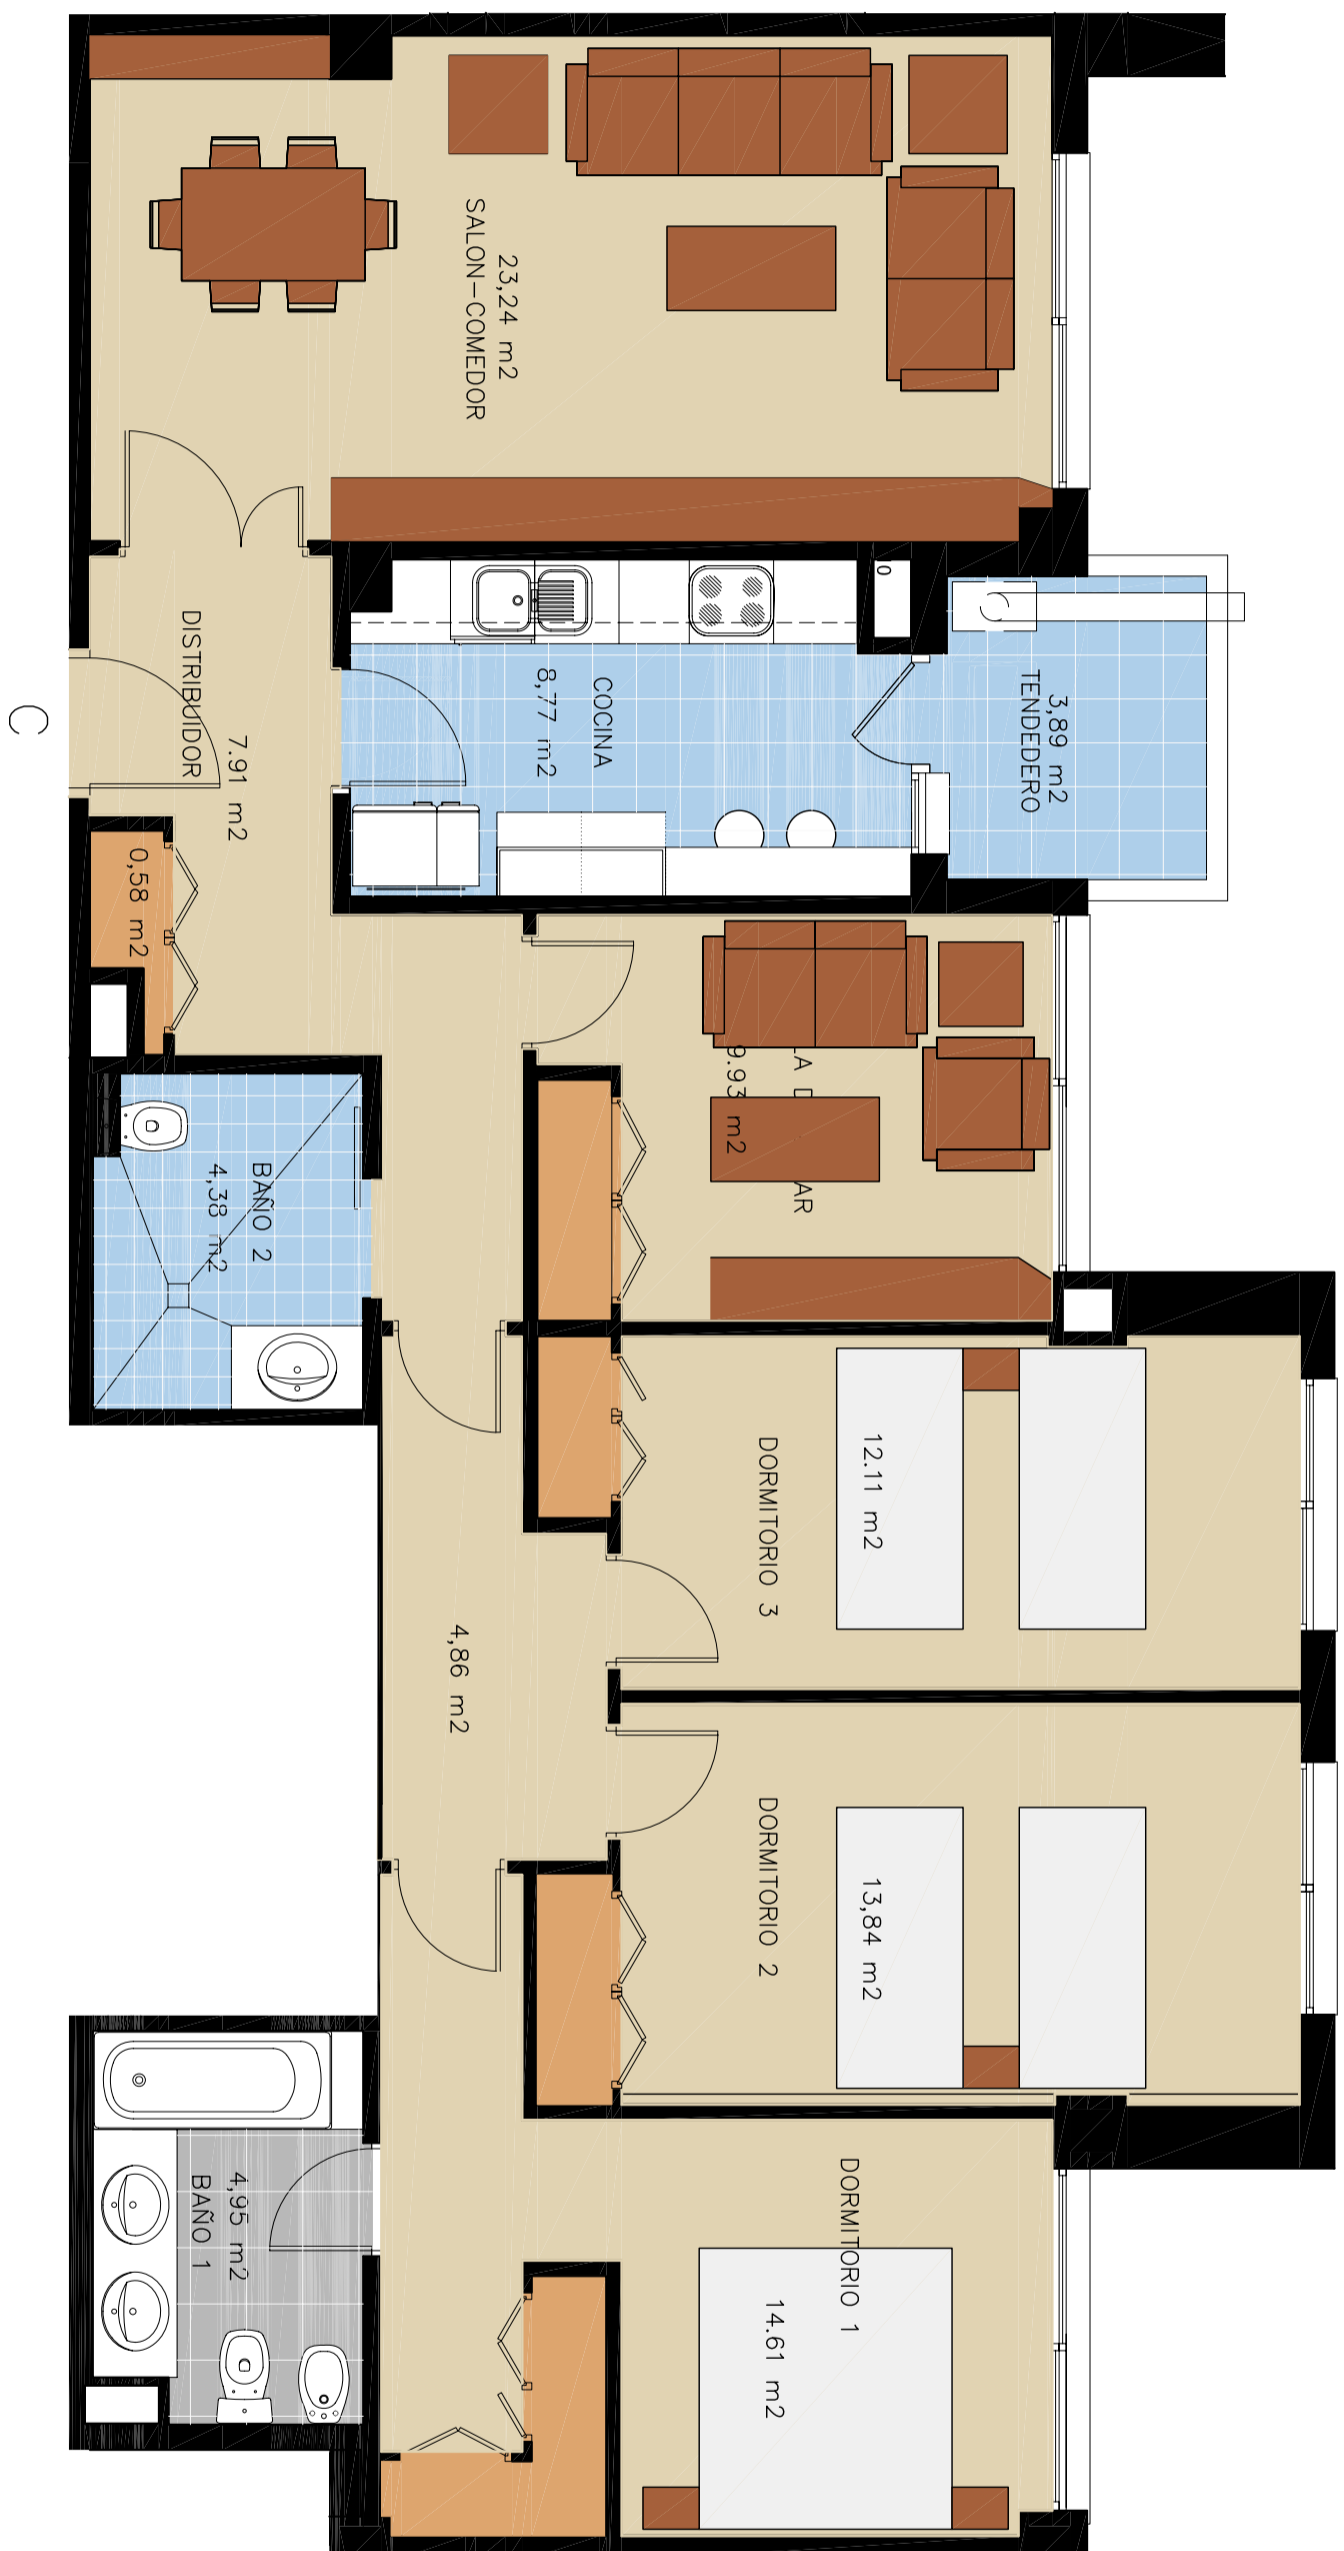 23,24 m2
SALON-COMEDOR
C
7.91 m2
DISTRIBUIDOR
COCINA
8,77 m2
3,89 m2
TENDEDERO
0,58 m2
9.93 m2
BAÑO 2
4,38 m2
12.11 m2
DORMITORIO 3
4,86 m2
13,84 m2
DORMITORIO 2
4,95 m2
BAÑO 1
DORMITORIO 1
14.61 m2